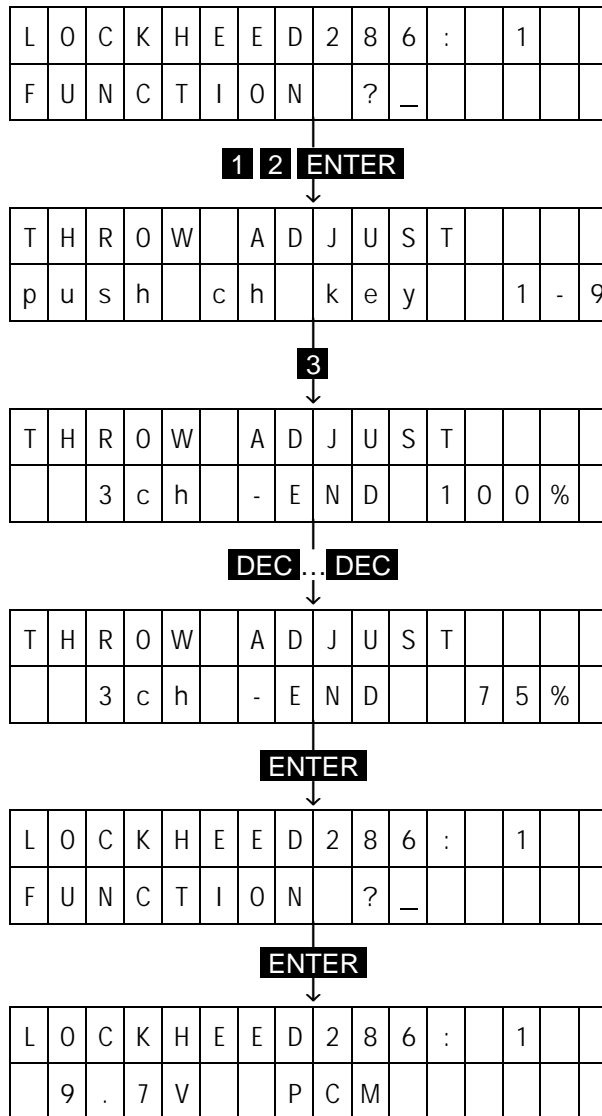 LOCKHEED286: 1
FUNCTION ?_
1 2 ENTER
THROW ADJUST
push ch key 1-9
3
THROW ADJUST
3ch -END 100%
DEC...DEC
THROW ADJUST
3ch -END 75%
ENTER
LOCKHEED286: 1
FUNCTION ?_
ENTER
LOCKHEED286: 1
9.7V PCM